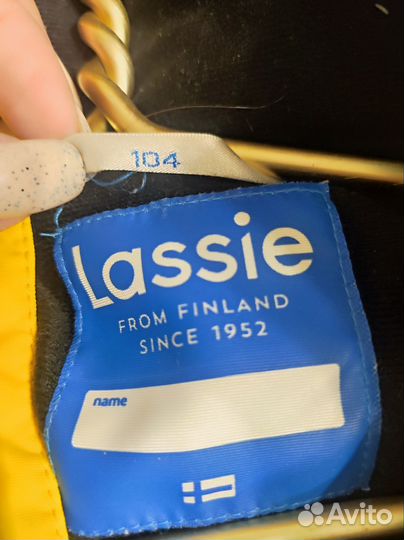 104
Lassie
FROM FINLAND
SINCE 1952
name
Avito